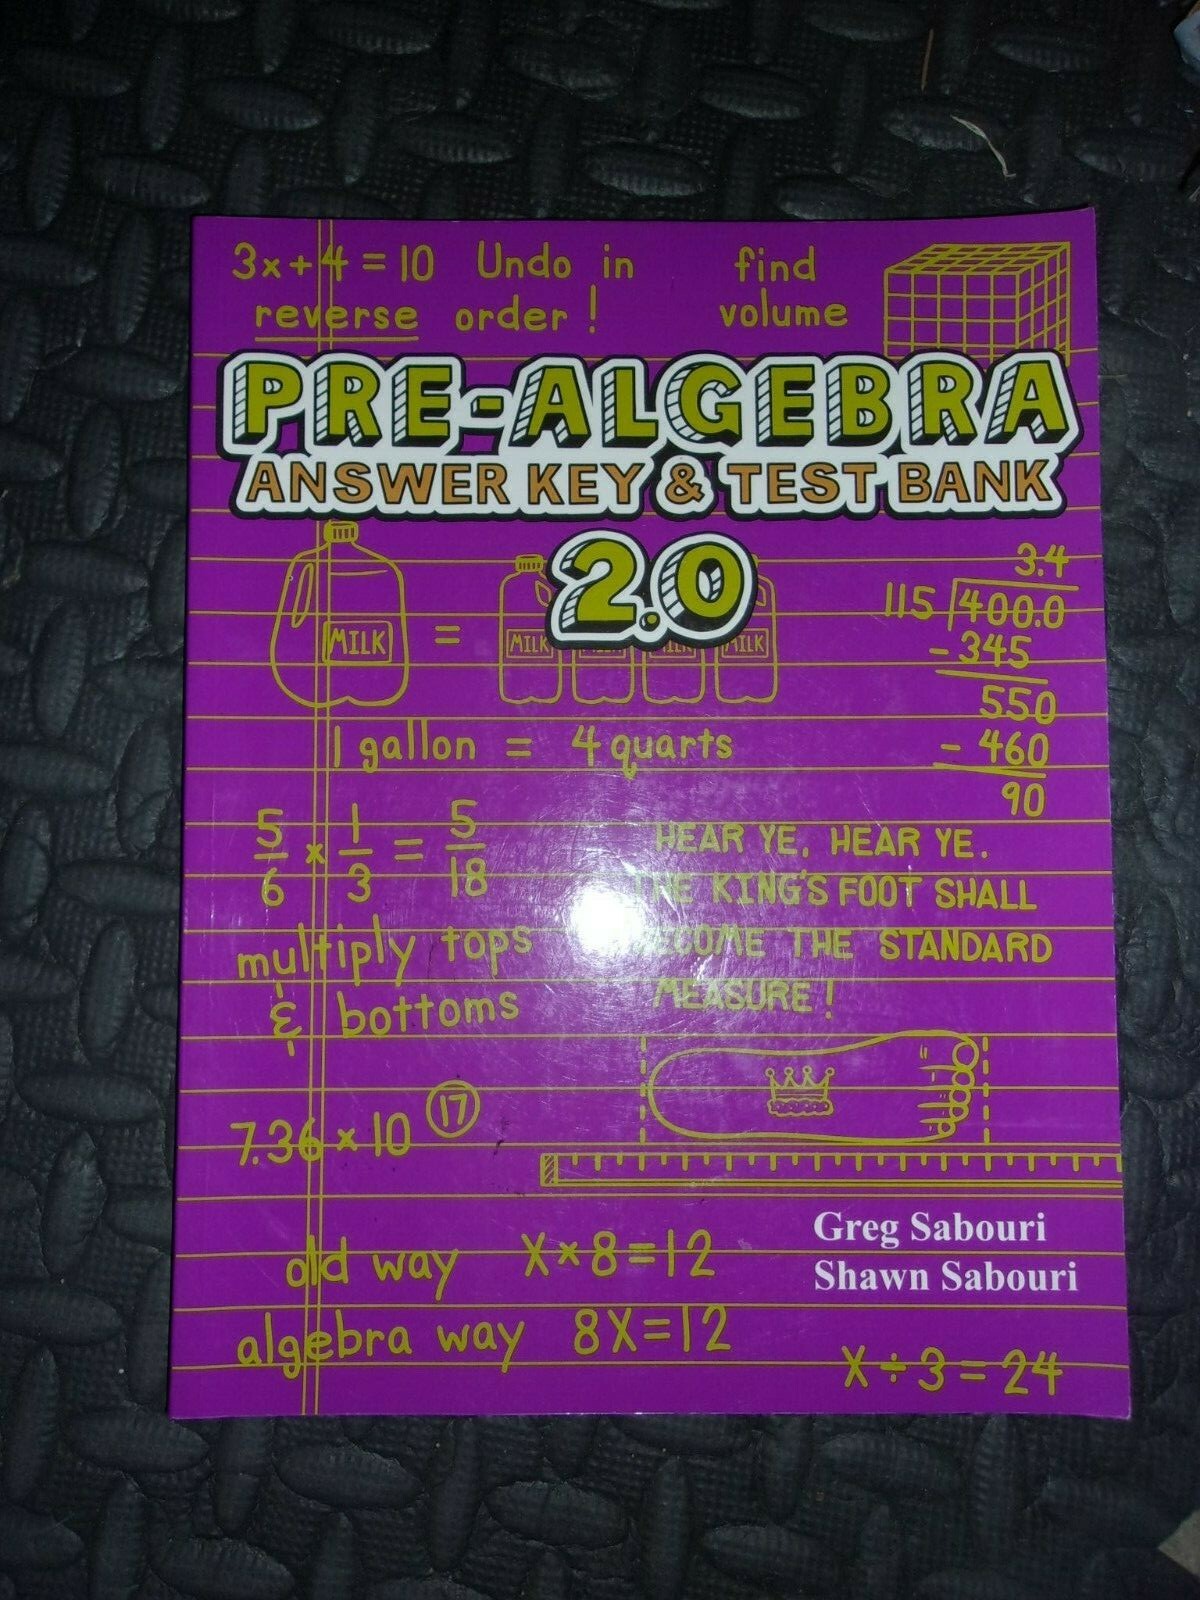 3x+4=10 Undo in
reverse order!
find
volume
PRE-ALGEBRA
ANSWER KEY & TEST BANK
2.0
MILK = MILK MILK MILK MILK
1 gallon = 4 quarts
3.4
115 400.0
-345
550
- 460
90
5/6 x 1/3 = 5/18
multiply tops
& bottoms
HEAR YE, HEAR YE.
THE KING'S FOOT SHALL
BECOME THE STANDARD
MEASURE!
7.36 x 10 17
old way X x 8 = 12
algebra way 8X=12
X ÷ 3 = 24
Greg Sabouri
Shawn Sabouri